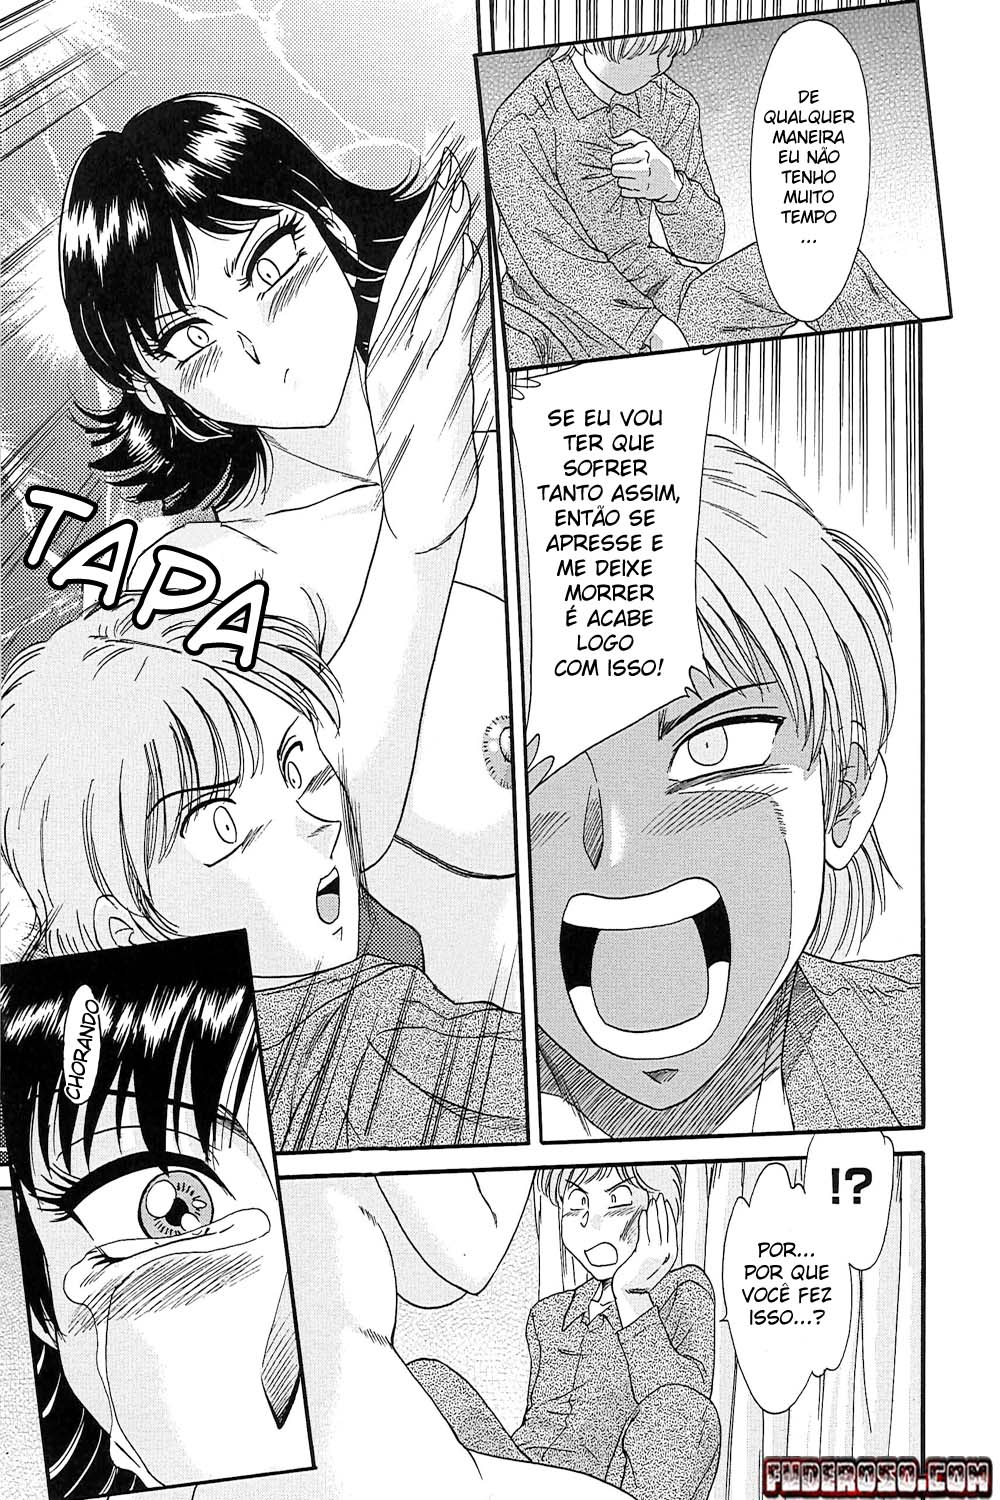 DE
QUALQUER
MANEIRA
EU NÃO
TENHO
MUITO
TEMPO
...
SE EU VOU
TER QUE
SOFRER
TANTO ASSIM,
ENTÃO SE
APRESSE E
ME DEIXE
MORRER
É ACABE
LOGO
COM ISSO!
TAPA
CHORANDO
!?
POR...
POR QUE
VOCÊ FEZ
ISSO...?
FUDEROSO.COM